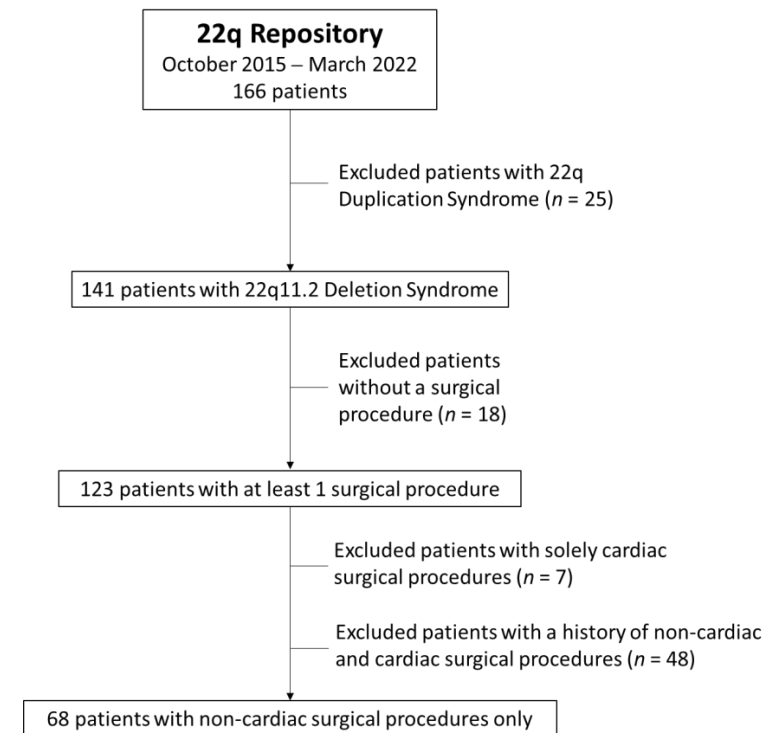 22q Repository
October 2015 – March 2022
166 patients
Excluded patients with 22q
Duplication Syndrome (n = 25)
141 patients with 22q11.2 Deletion Syndrome
Excluded patients
without a surgical
procedure (n = 18)
123 patients with at least 1 surgical procedure
Excluded patients with solely cardiac
surgical procedures (n = 7)
Excluded patients with a history of non-cardiac
and cardiac surgical procedures (n = 48)
68 patients with non-cardiac surgical procedures only